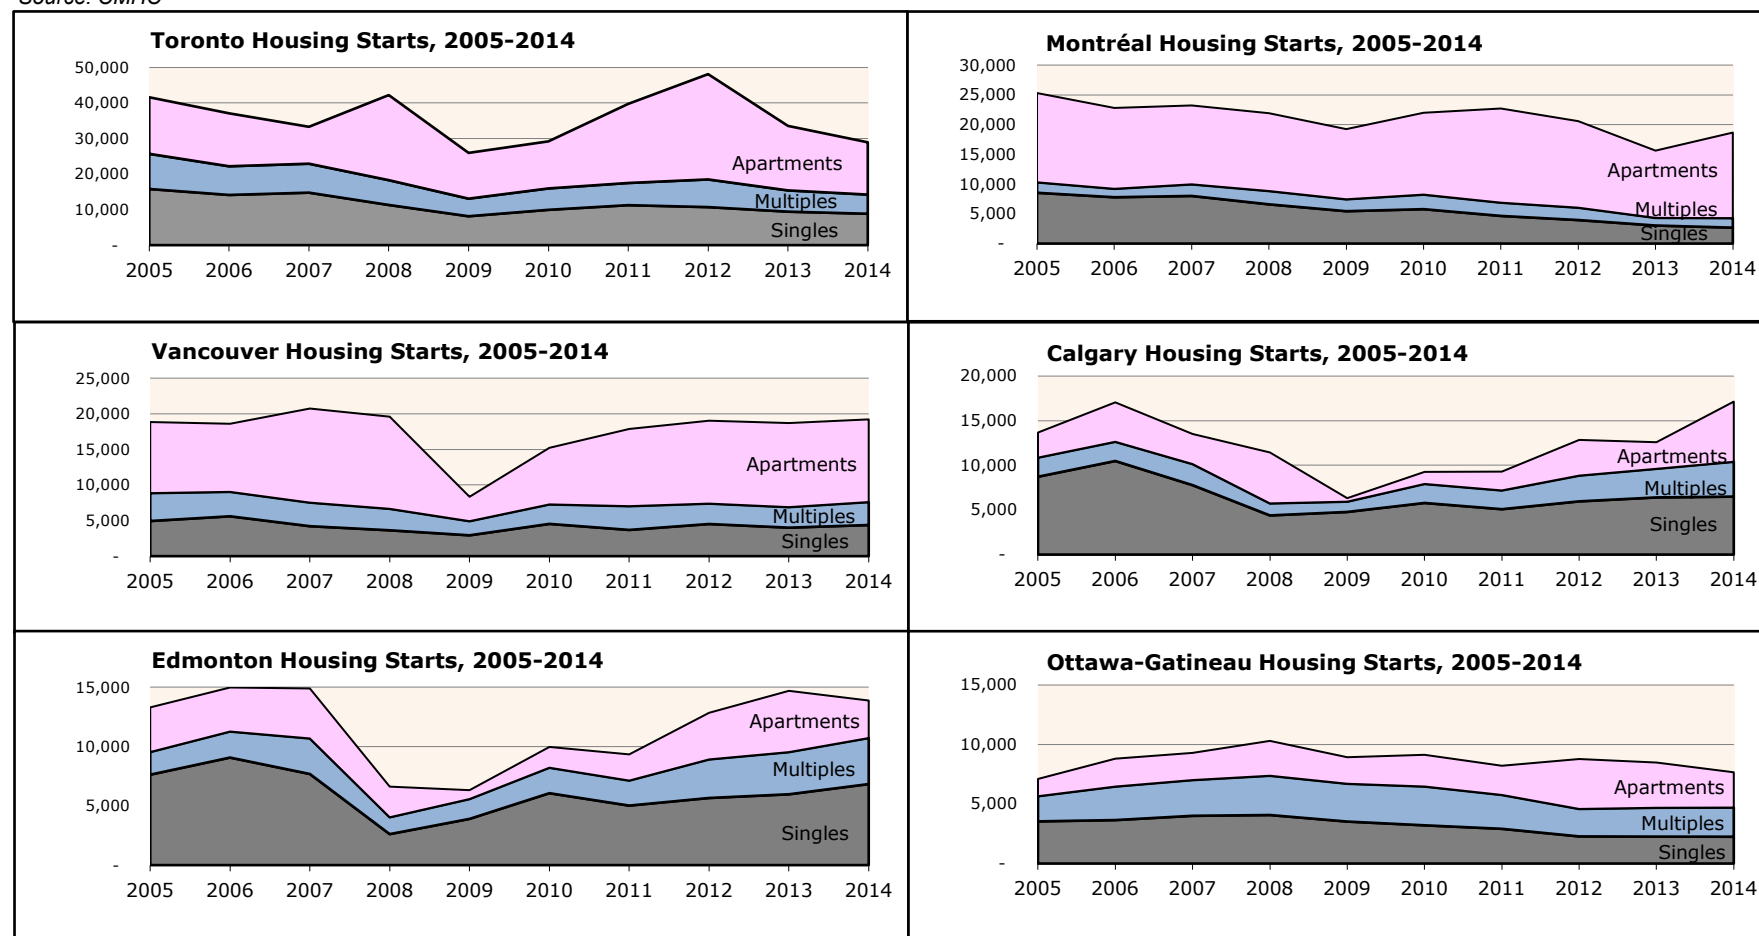 Source: CMHC
Toronto Housing Starts, 2005-2014
50,000
40,000
30,000
20,000
10,000
-
Apartments
Multiples
Singles
2005 2006 2007 2008 2009 2010 2011 2012 2013 2014
Montréal Housing Starts, 2005-2014
30,000
25,000
20,000
15,000
10,000
5,000
-
Apartments
Multiples
Singles
2005 2006 2007 2008 2009 2010 2011 2012 2013 2014
Vancouver Housing Starts, 2005-2014
25,000
20,000
15,000
10,000
5,000
-
Apartments
Multiples
Singles
2005 2006 2007 2008 2009 2010 2011 2012 2013 2014
Calgary Housing Starts, 2005-2014
20,000
15,000
10,000
5,000
-
Apartments
Multiples
Singles
2005 2006 2007 2008 2009 2010 2011 2012 2013 2014
Edmonton Housing Starts, 2005-2014
15,000
10,000
5,000
-
Apartments
Multiples
Singles
2005 2006 2007 2008 2009 2010 2011 2012 2013 2014
Ottawa-Gatineau Housing Starts, 2005-2014
15,000
10,000
5,000
-
Apartments
Multiples
Singles
2005 2006 2007 2008 2009 2010 2011 2012 2013 2014